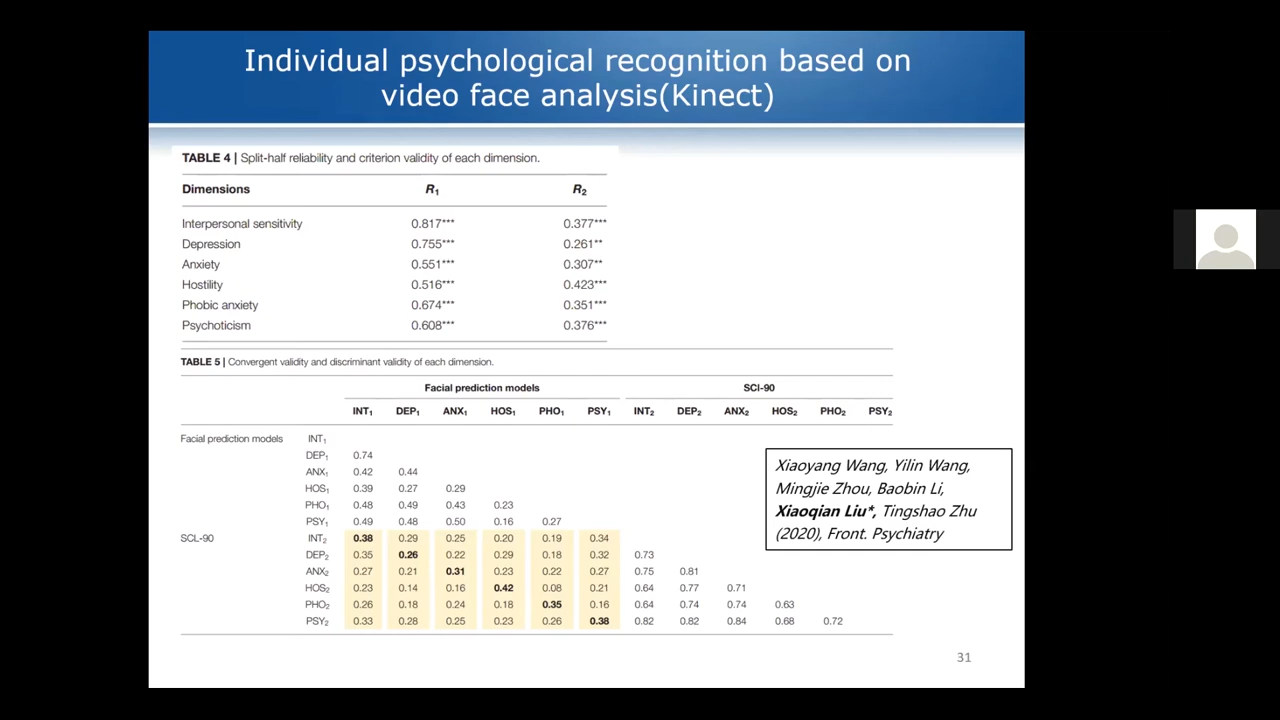 Individual psychological recognition based on
video face analysis(Kinect)
TABLE 4 | Split-half reliability and criterion validity of each dimension.
Dimensions R1 R2
Interpersonal sensitivity 0.817*** 0.377***
Depression 0.755*** 0.261**
Anxiety 0.551*** 0.307**
Hostility 0.516*** 0.423***
Phobic anxiety 0.674*** 0.351***
Psychoticism 0.608*** 0.376***
TABLE 5 | Convergent validity and discriminant validity of each dimension.
Facial prediction models SCl-90
INT1 DEP1 ANX1 HOS1 PHO1 PSY1 INT2 DEP2 ANX2 HOS2 PHO2 PSY2
Facial prediction models INT1
DEP1 0.74
ANX1 0.42 0.44
HOS1 0.39 0.27 0.29
PHO1 0.48 0.49 0.43 0.23
PSY1 0.49 0.48 0.50 0.16 0.27
SCL-90 INT2 0.38 0.29 0.25 0.20 0.19 0.34
DEP2 0.35 0.26 0.22 0.29 0.18 0.32 0.73
ANX2 0.27 0.21 0.31 0.23 0.22 0.27 0.75 0.81
HOS2 0.23 0.14 0.16 0.42 0.08 0.21 0.64 0.77 0.71
PHO2 0.26 0.18 0.24 0.18 0.35 0.16 0.64 0.74 0.74 0.63
PSY2 0.33 0.28 0.25 0.23 0.26 0.38 0.82 0.82 0.84 0.68 0.72
Xiaoyang Wang, Yilin Wang,
Mingjie Zhou, Baobin Li,
Xiaoqian Liu*, Tingshao Zhu
(2020), Front. Psychiatry
31